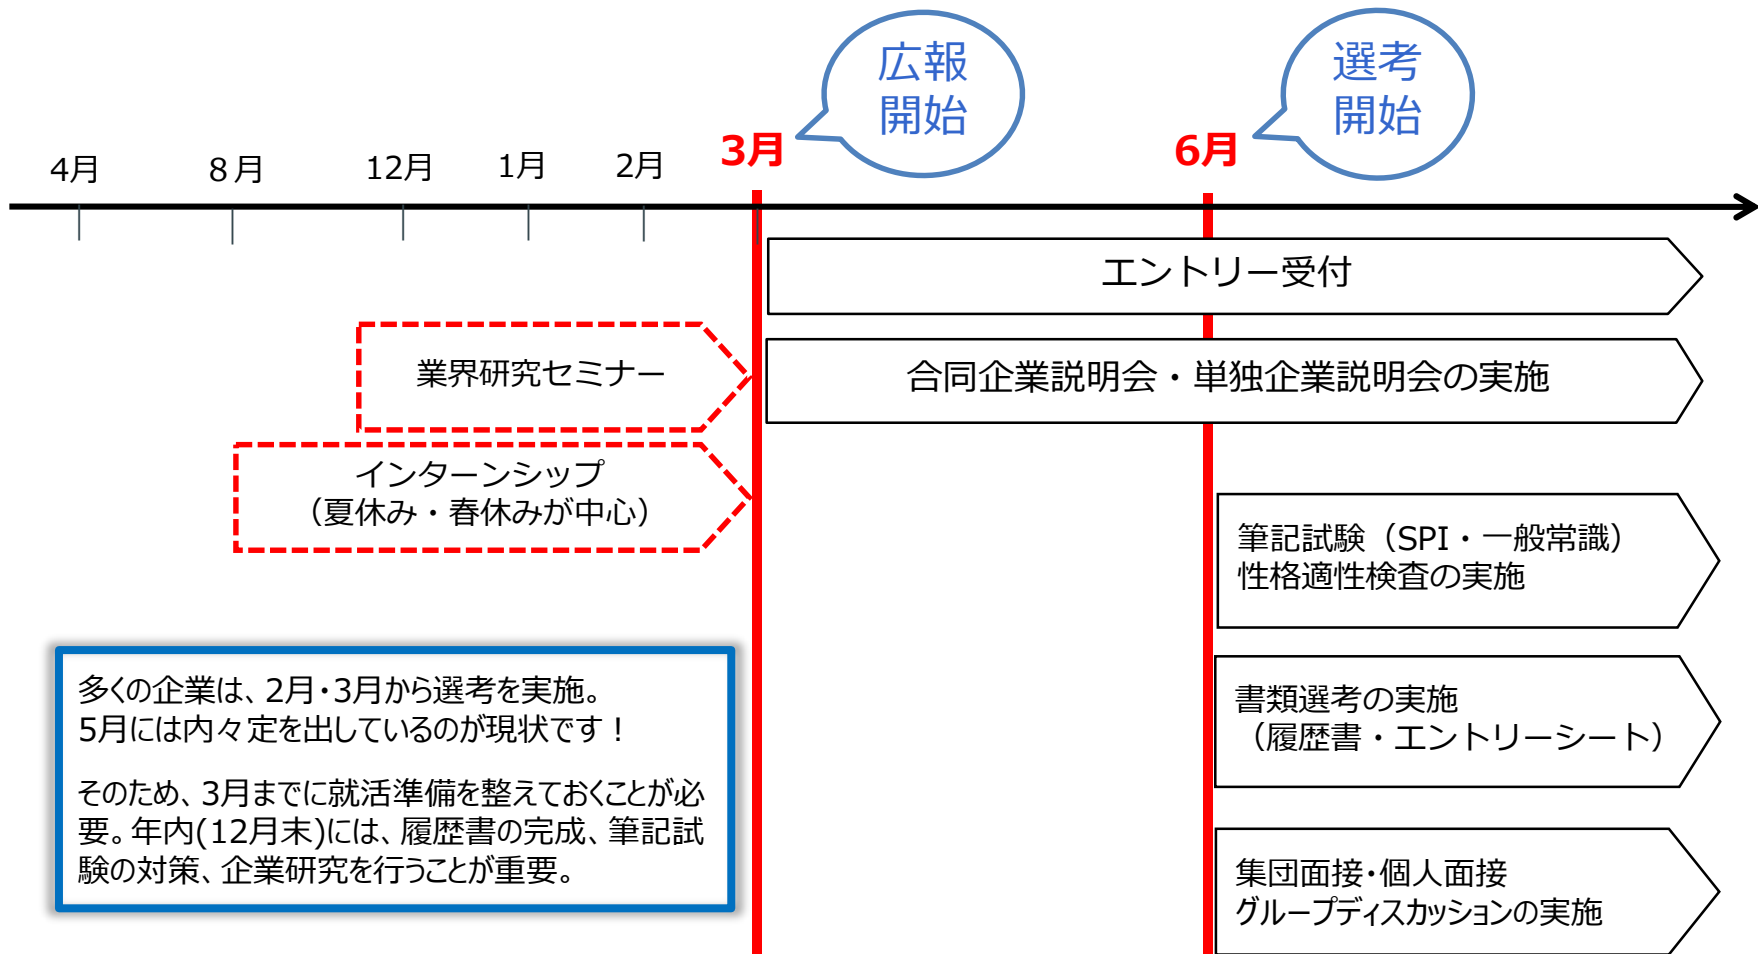 広報
開始
選考
開始
4月
８月
12月
1月
2月
3月
6月
エントリー受付
業界研究セミナー
合同企業説明会・単独企業説明会の実施
インターンシップ
（夏休み・春休みが中心）
筆記試験（SPI・一般常識）
性格適性検査の実施
多くの企業は、2月・3月から選考を実施。
5月には内々定を出しているのが現状です！
そのため、3月までに就活準備を整えておくことが必
要。年内(12月末)には、履歴書の完成、筆記試
験の対策、企業研究を行うことが重要。
書類選考の実施
（履歴書・エントリーシート）
集団面接・個人面接
グループディスカッションの実施